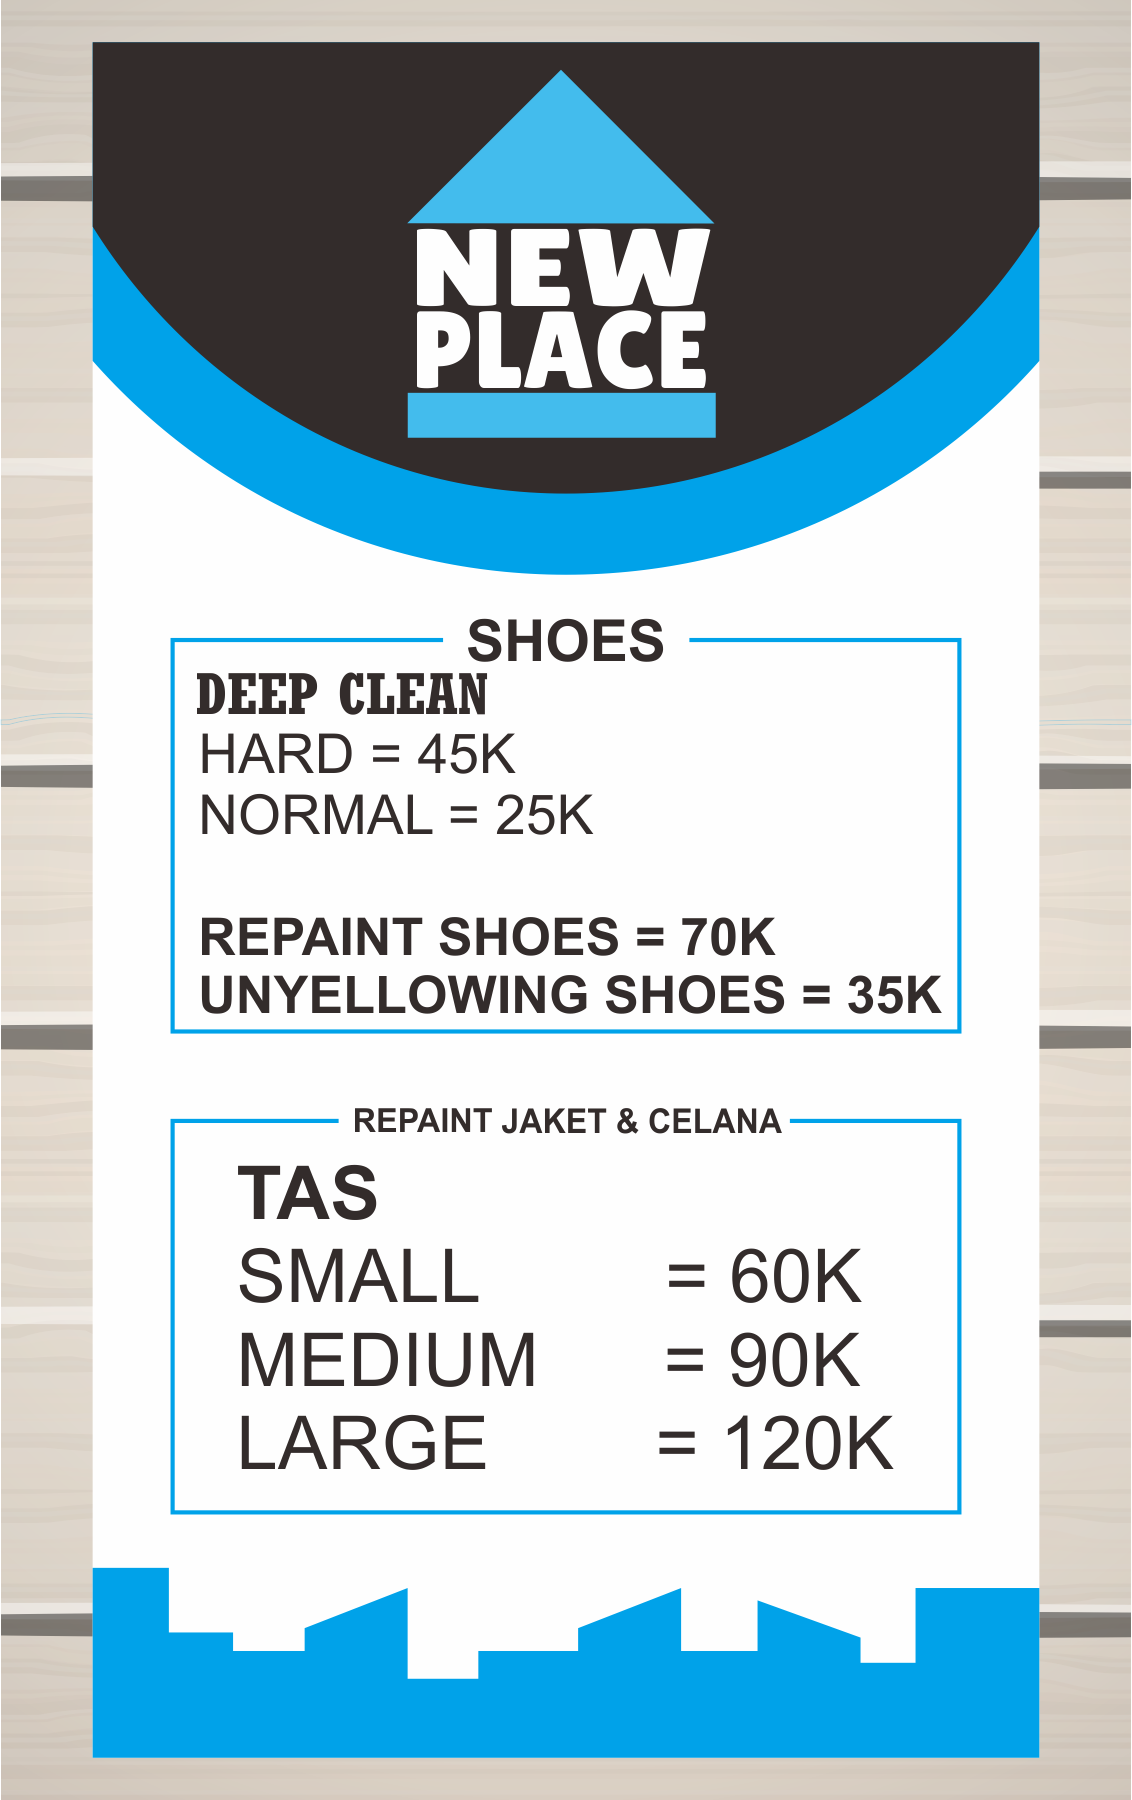 NEW
PLACE
SHOES
DEEP CLEAN
HARD = 45K
NORMAL = 25K
REPAINT SHOES = 70K
UNYELLOWING SHOES = 35K
REPAINT JAKET & CELANA
TAS
SMALL = 60K
MEDIUM = 90K
LARGE = 120K